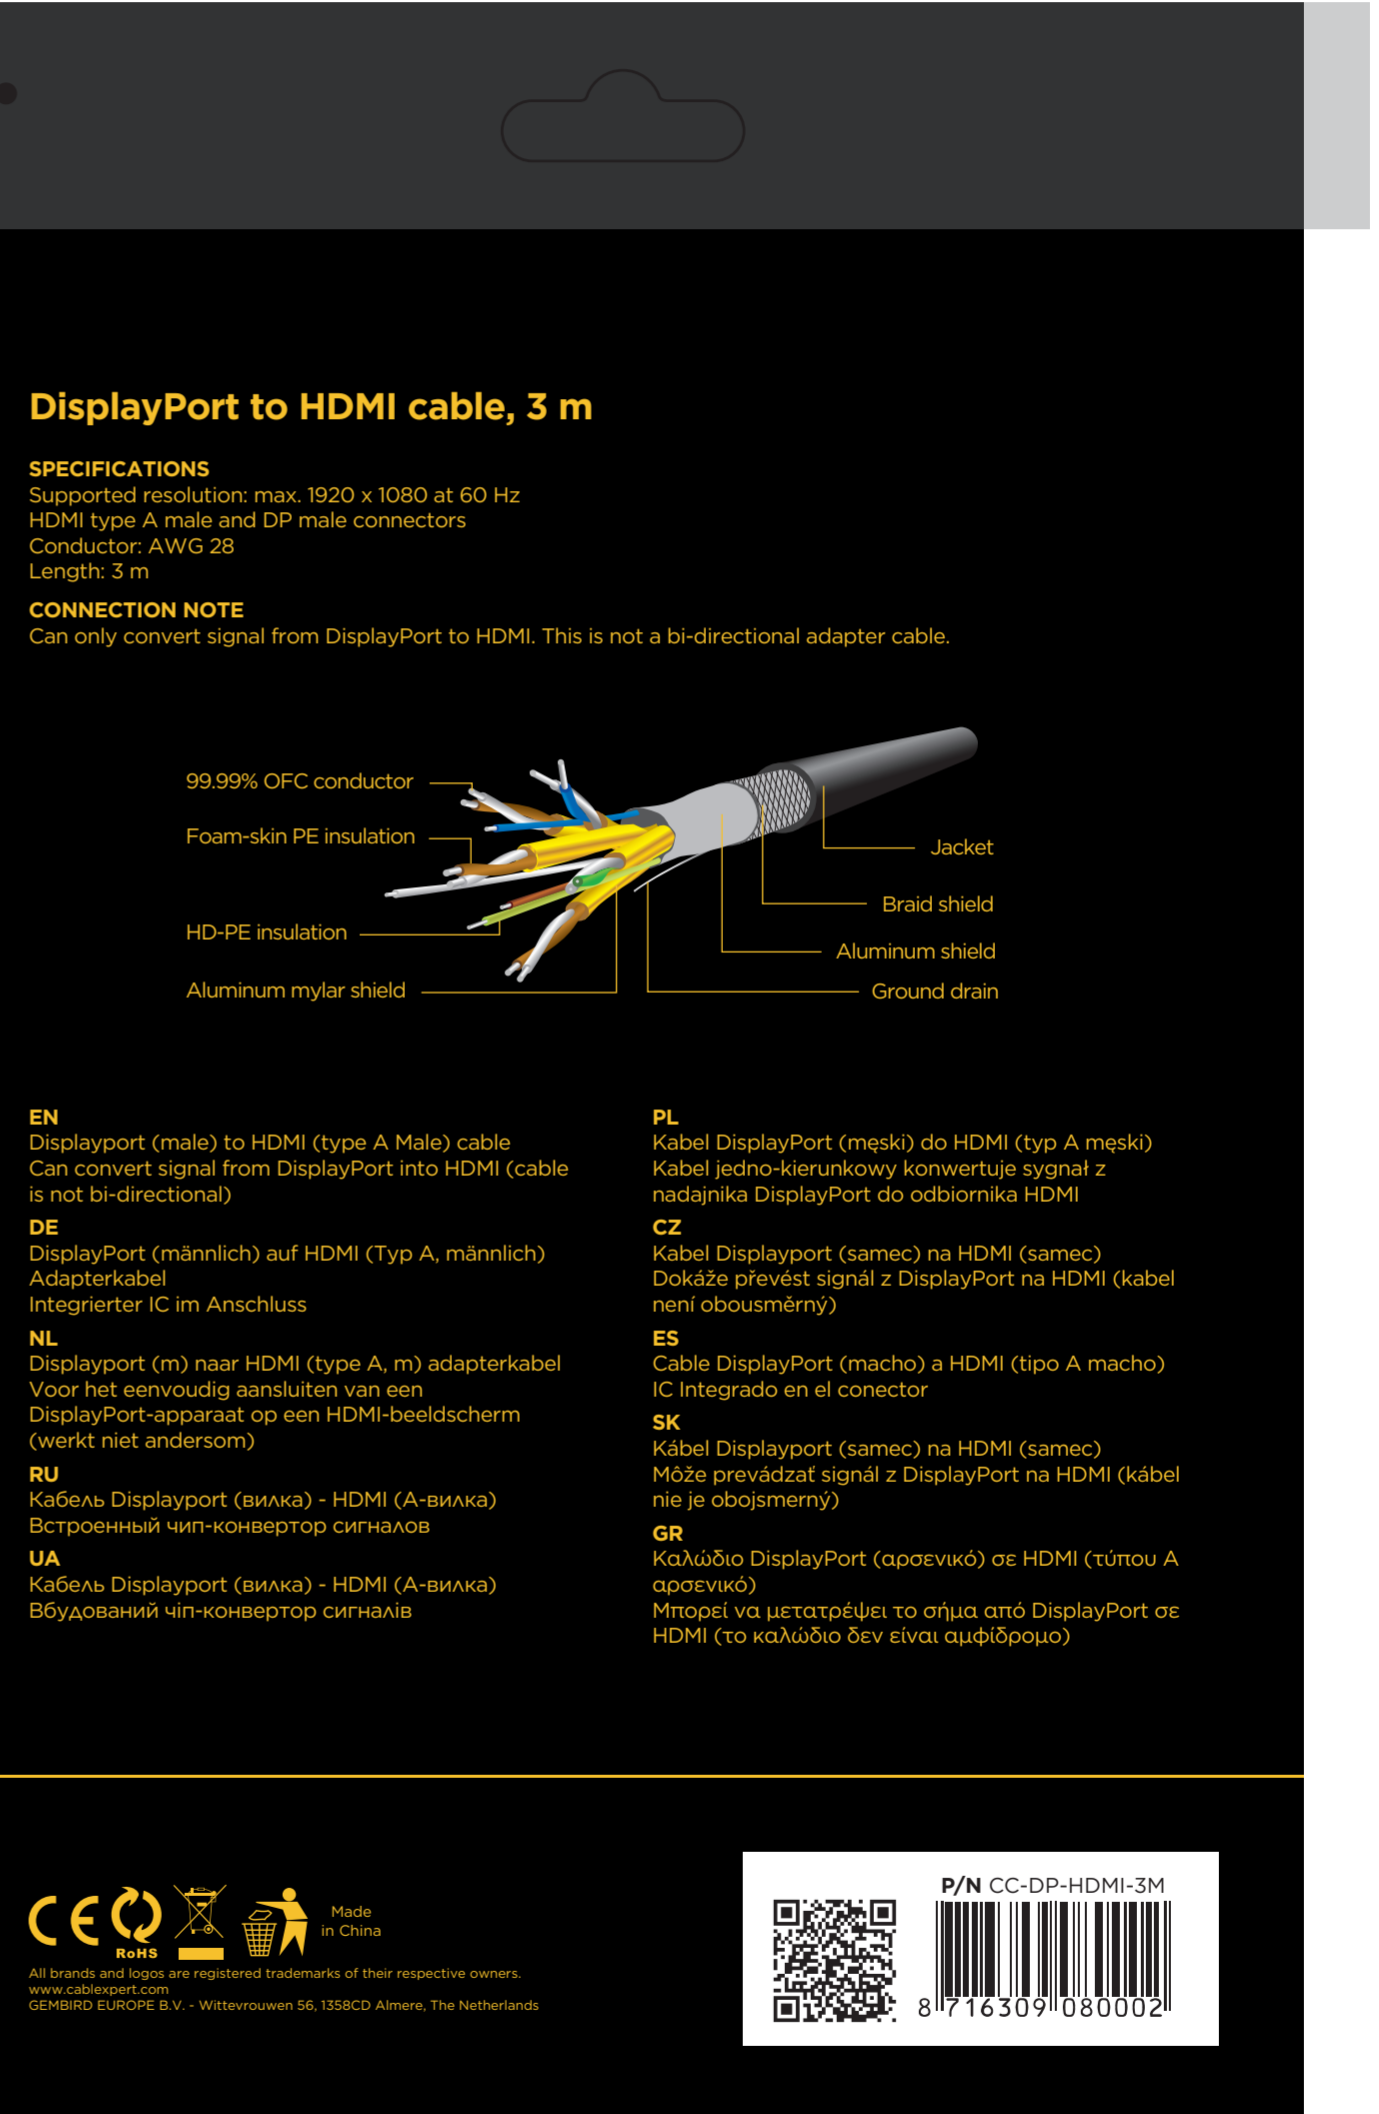 DisplayPort to HDMI cable, 3 m
SPECIFICATIONS
Supported resolution: max. 1920 x 1080 at 60 Hz
HDMI type A male and DP male connectors
Conductor: AWG 28
Length: 3 m
CONNECTION NOTE
Can only convert signal from DisplayPort to HDMI. This is not a bi-directional adapter cable.
99.99% OFC conductor
Foam-skin PE insulation
HD-PE insulation
Aluminum mylar shield
Jacket
Braid shield
Aluminum shield
Ground drain
EN
Displayport (male) to HDMI (type A Male) cable
Can convert signal from DisplayPort into HDMI (cable
is not bi-directional)
DE
DisplayPort (männlich) auf HDMI (Typ A, männlich)
Adapterkabel
Integrierter IC im Anschluss
NL
Displayport (m) naar HDMI (type A, m) adapterkabel
Voor het eenvoudig aansluiten van een
DisplayPort-apparaat op een HDMI-beeldscherm
(werkt niet andersom)
RU
Кабель Displayport (вилка) - HDMI (А-вилка)
Встроенный чип-конвертор сигналов
UA
Кабель Displayport (вилка) - HDMI (А-вилка)
Вбудований чіп-конвертор сигналів
PL
Kabel DisplayPort (męski) do HDMI (typ A męski)
Kabel jedno-kierunkowy konwertuje sygnał z
nadajnika DisplayPort do odbiornika HDMI
CZ
Kabel Displayport (samec) na HDMI (samec)
Dokáže převést signál z DisplayPort na HDMI (kabel
není obousměrný)
ES
Cable DisplayPort (macho) a HDMI (tipo A macho)
IC Integrado en el conector
SK
Kábel Displayport (samec) na HDMI (samec)
Môže prevádzať signál z DisplayPort na HDMI (kábel
nie je obojsmerný)
GR
Καλώδιο DisplayPort (αρσενικό) σε HDMI (τύπου Α
αρσενικό)
Μπορεί να μετατρέψει το σήμα από DisplayPort σε
HDMI (το καλώδιο δεν είναι αμφίδρομο)
CE
RoHS
Made
in China
All brands and logos are registered trademarks of their respective owners.
www.cablexpert.com
GEMBIRD EUROPE B.V. - Wittevrouwen 56, 1358CD Almere, The Netherlands
P/N CC-DP-HDMI-3M
8 716309 080002